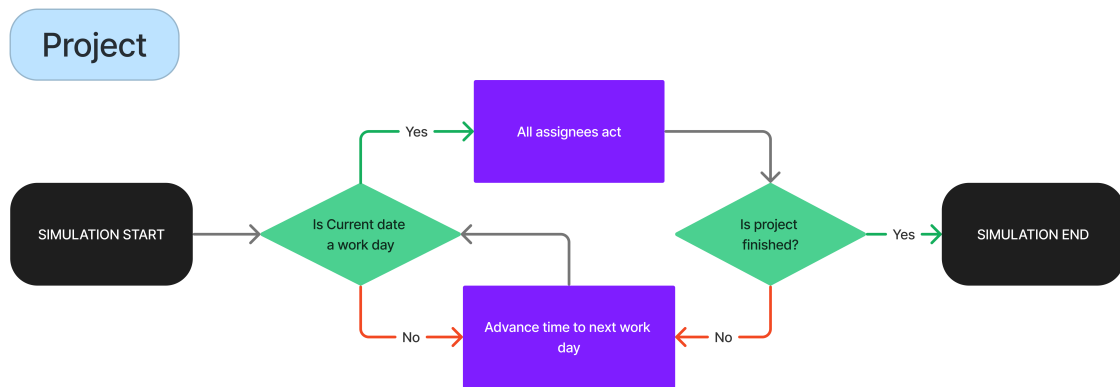 Project
Yes
All assignees act
SIMULATION START
Is Current date
a work day
Is project
finished?
Yes
SIMULATION END
No
Advance time to next work
day
No